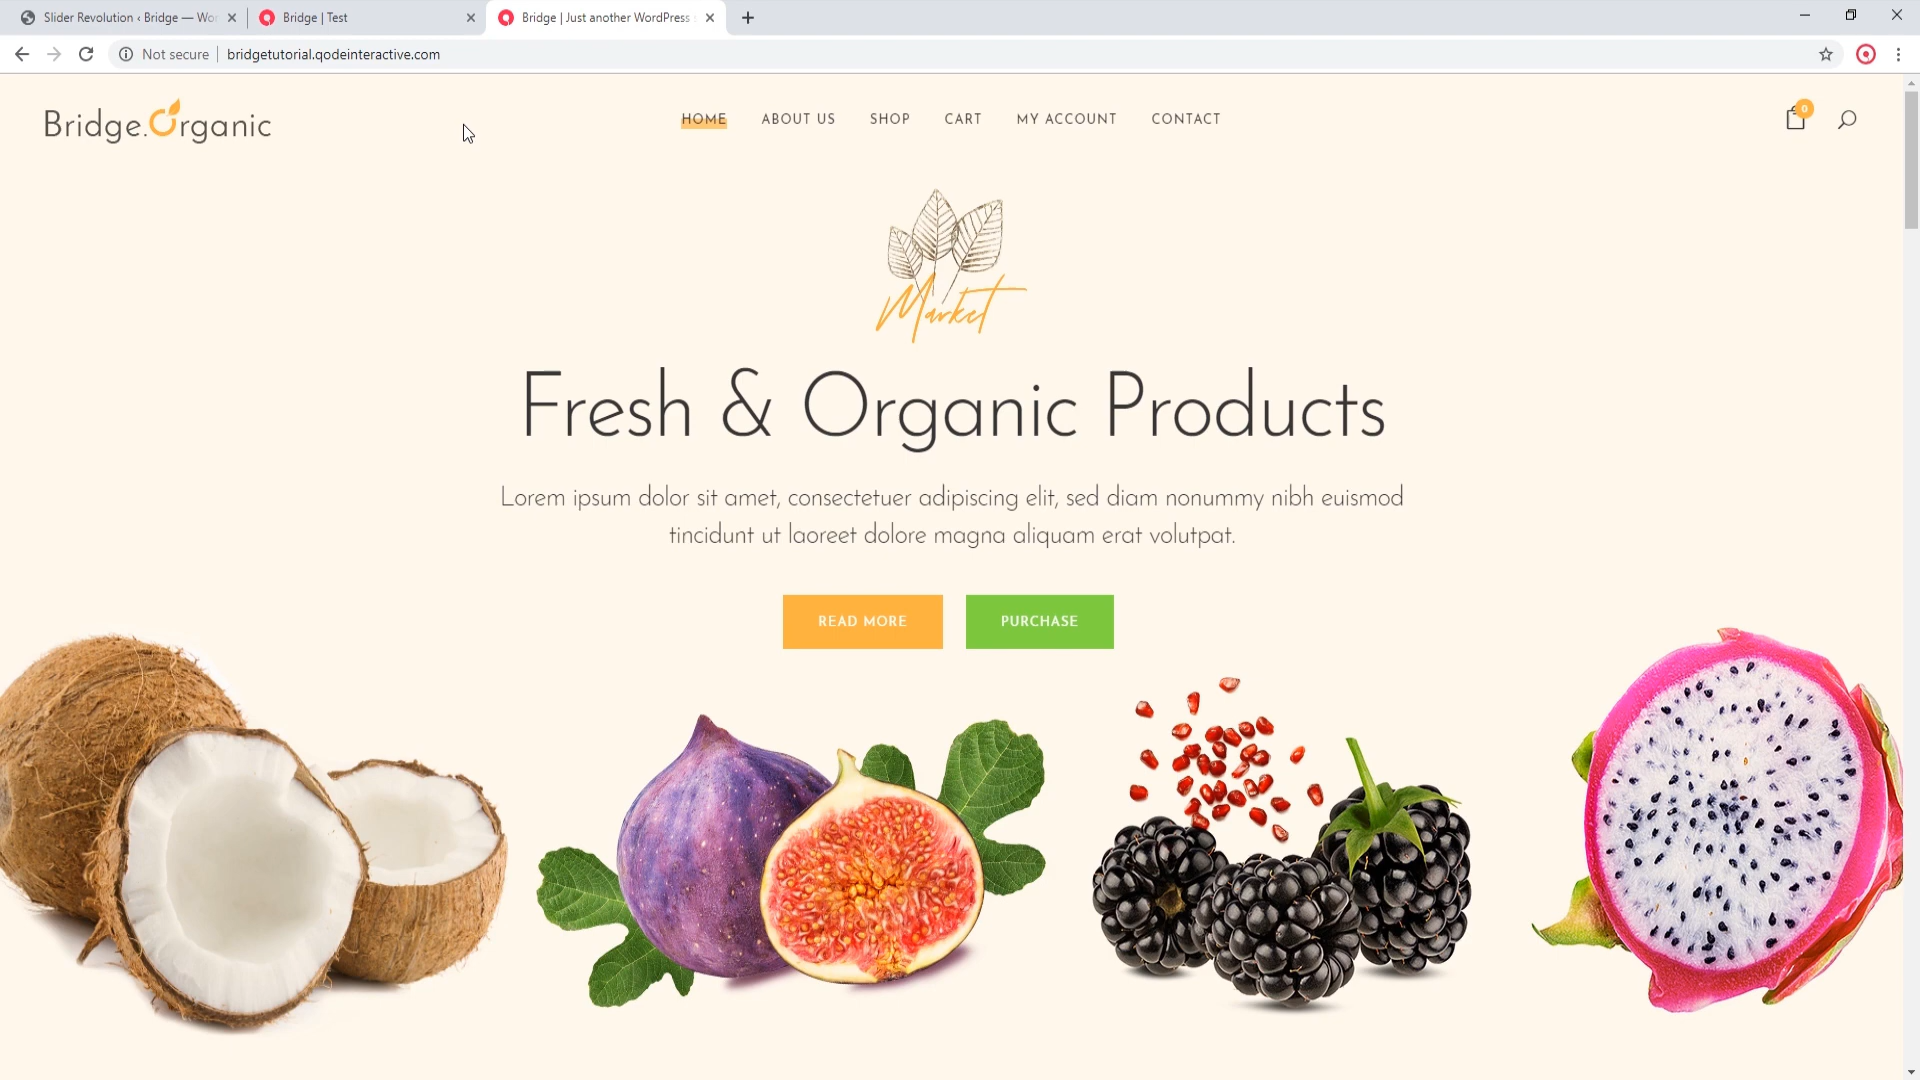 Slider Revolution ‹ Bridge — Wo
Bridge | Test
Bridge | Just another WordPress
Not secure
bridgetutorial.qodeinteractive.com
Bridge.Organic
HOME
ABOUT US
SHOP
CART
MY ACCOUNT
CONTACT
0
Market
Fresh & Organic Products
Lorem ipsum dolor sit amet, consectetuer adipiscing elit, sed diam nonummy nibh euismod
tincidunt ut laoreet dolore magna aliquam erat volutpat.
READ MORE
PURCHASE